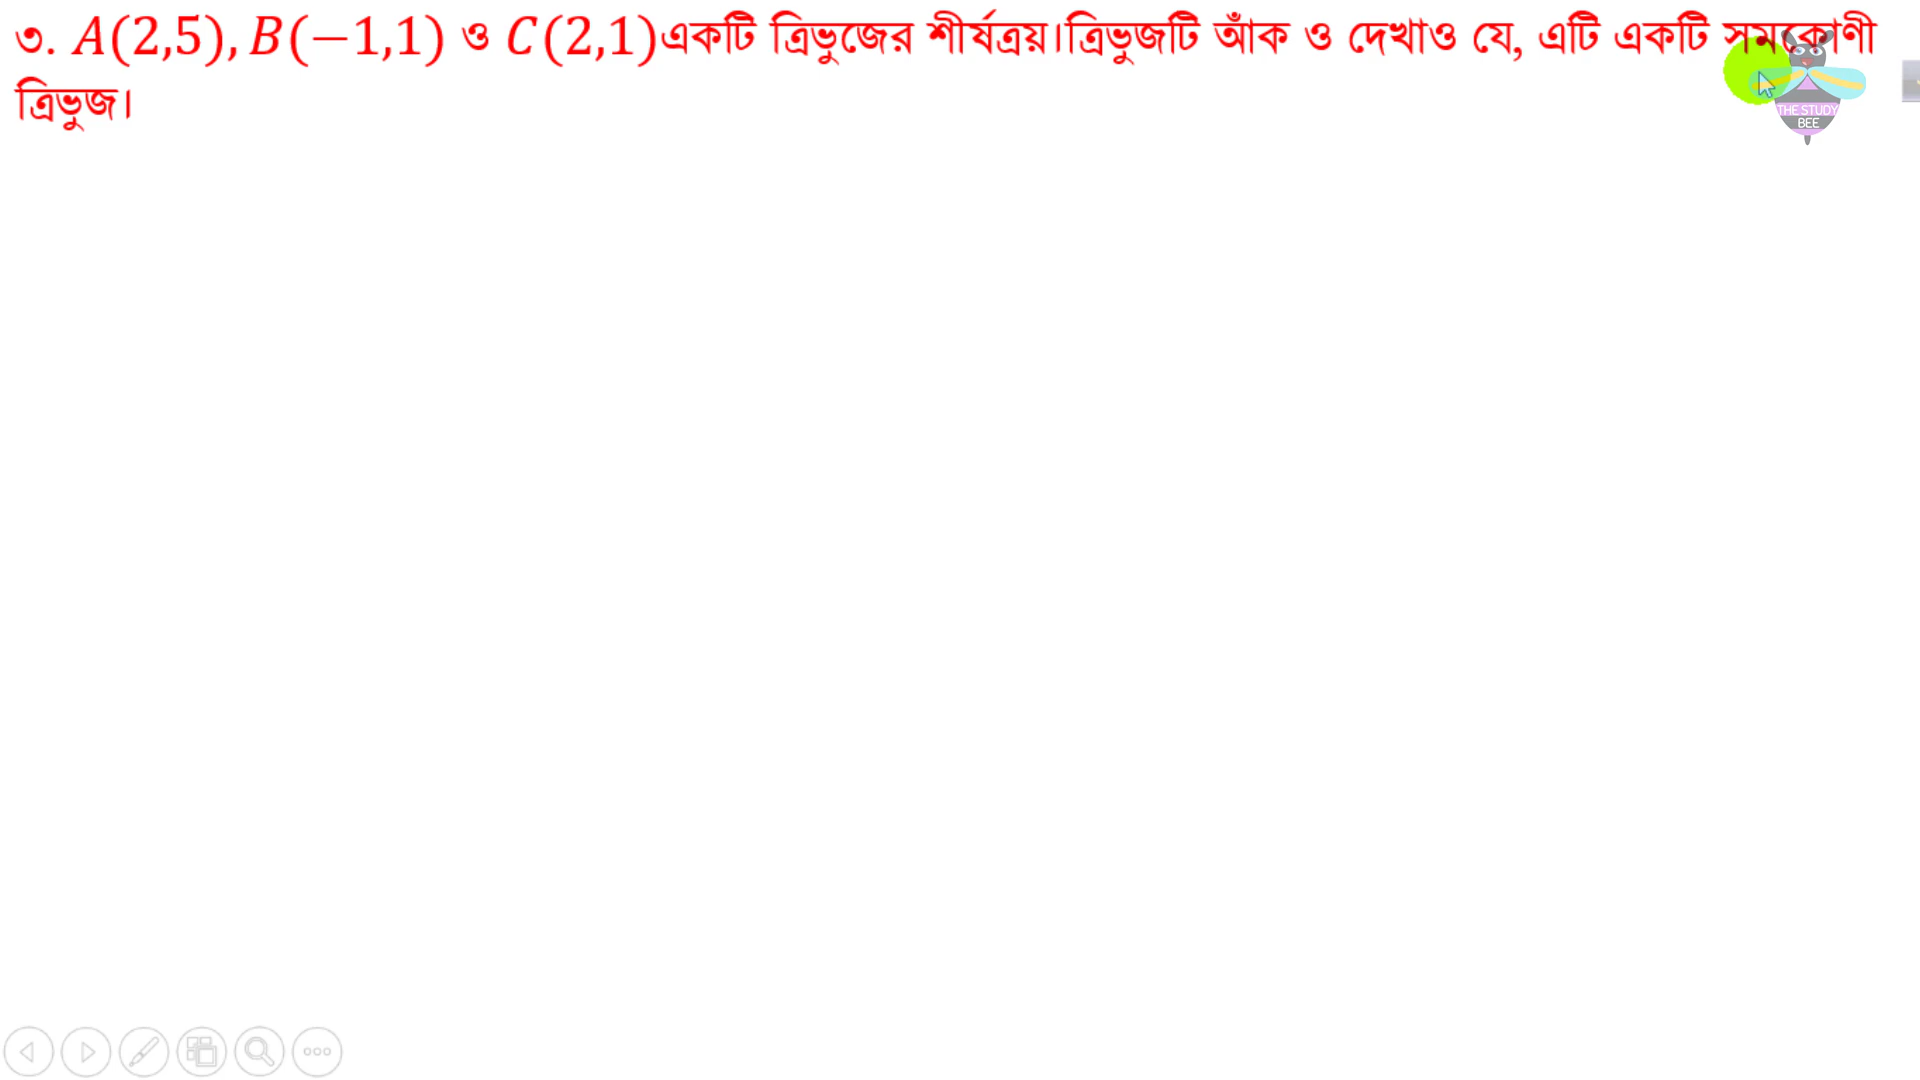 ৩. A(2,5), B(−1,1) ও C(2,1)একটি ত্রিভুজের শীর্ষত্রয়।ত্রিভুজটি আঁক ও দেখাও যে, এটি একটি সমকোণী
ত্রিভুজ।
THE STUDY
BEE